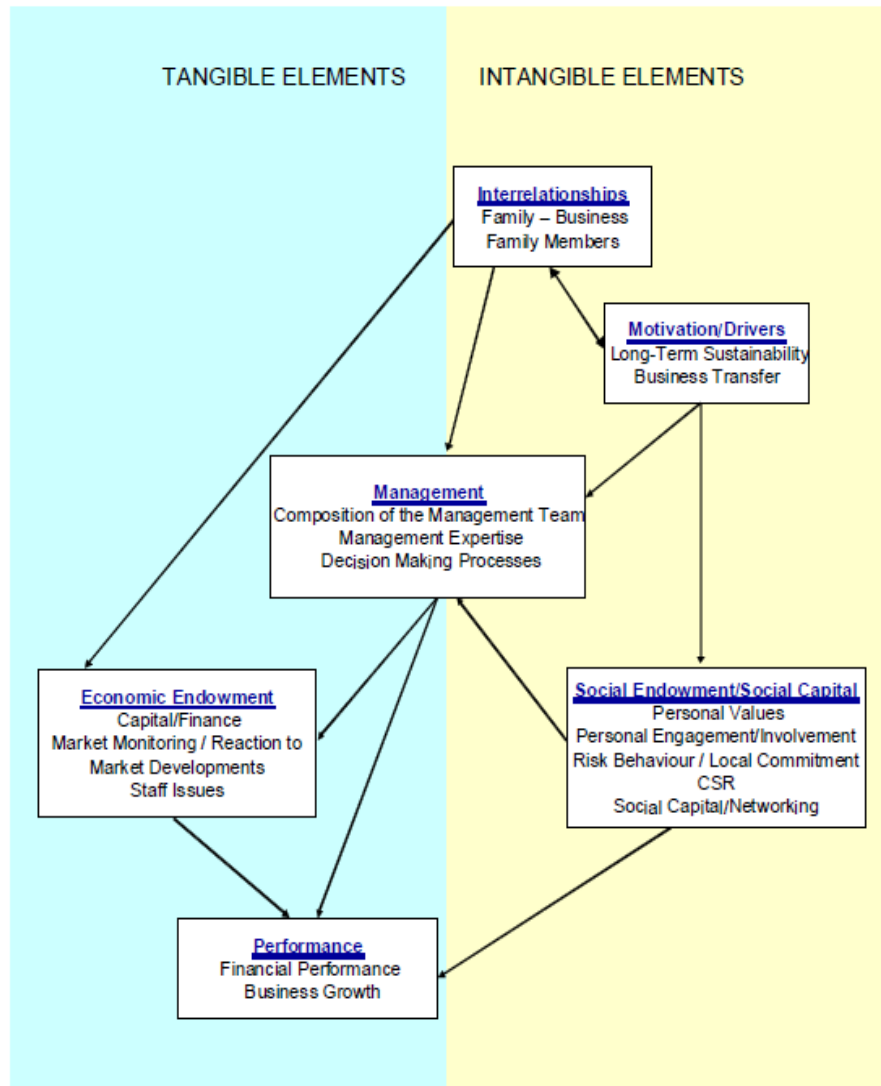 TANGIBLE ELEMENTS
INTANGIBLE ELEMENTS
Interrelationships
Family – Business
Family Members
Motivation/Drivers
Long-Term Sustainability
Business Transfer
Management
Composition of the Management Team
Management Expertise
Decision Making Processes
Economic Endowment
Capital/Finance
Market Monitoring / Reaction to
Market Developments
Staff Issues
Social Endowment/Social Capital
Personal Values
Personal Engagement/Involvement
Risk Behaviour / Local Commitment
CSR
Social Capital/Networking
Performance
Financial Performance
Business Growth